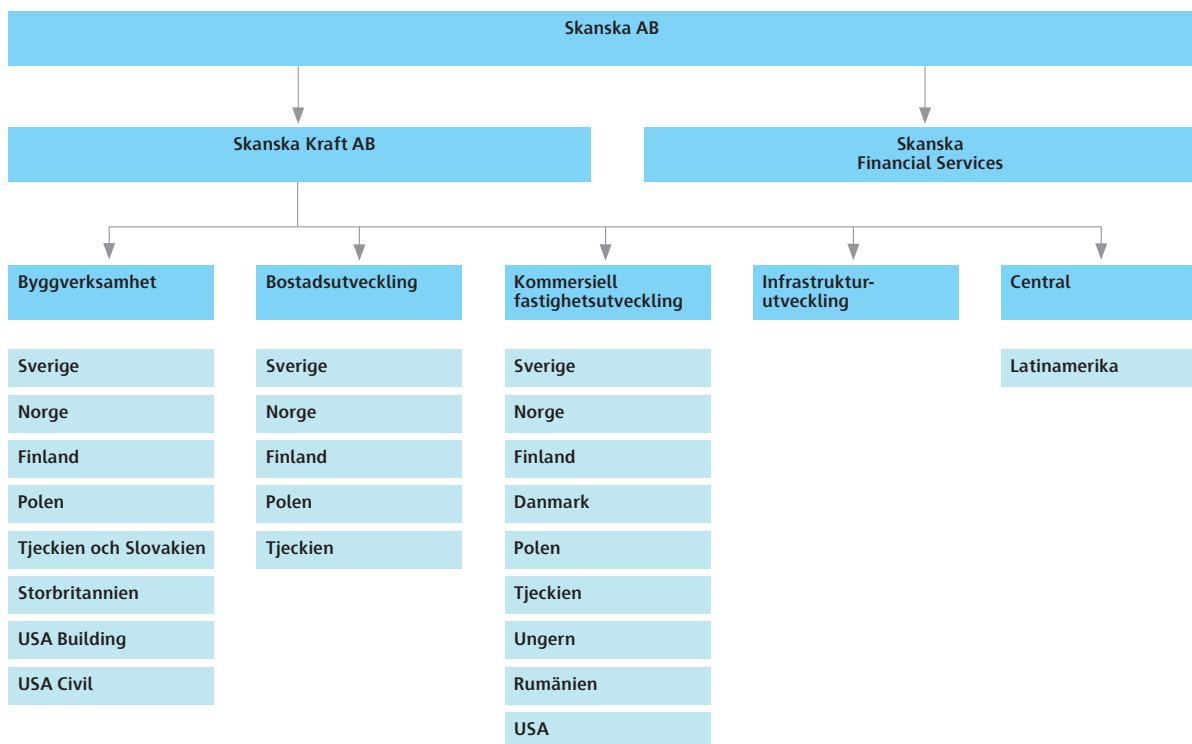 Skanska AB
Skanska Kraft AB
Skanska
Financial Services
Byggverksamhet
Sverige
Norge
Finland
Polen
Tjeckien och Slovakien
Storbritannien
USA Building
USA Civil
Bostadsutveckling
Sverige
Norge
Finland
Polen
Tjeckien
Kommersiell
fastighetsutveckling
Sverige
Norge
Finland
Danmark
Polen
Tjeckien
Ungern
Rumänien
USA
Infrastruktur-
utveckling
Central
Latinamerika